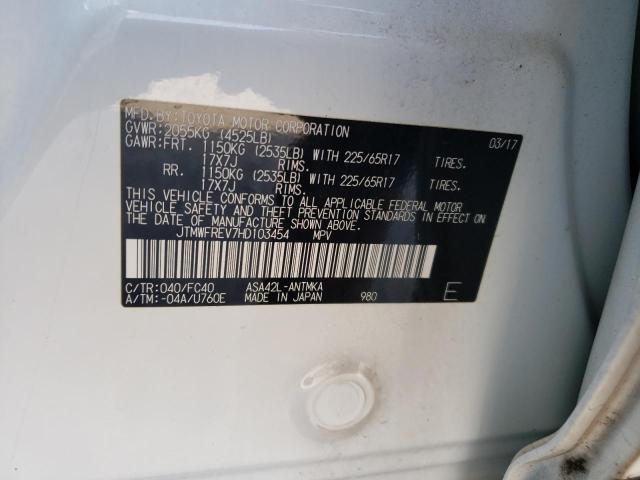 MFD. BY: TOYOTA MOTOR CORPORATION 03/17
GVWR: 2055KG (4525LB)
GAWR: FRT. 1150KG (2535LB) WITH 225/65R17 TIRES.
17X7J RIMS.
RR. 1150KG (2535LB) WITH 225/65R17 TIRES.
17X7J RIMS.
THIS VEHICLE CONFORMS TO ALL APPLICABLE FEDERAL MOTOR
VEHICLE SAFETY AND THEFT PREVENTION STANDARDS IN EFFECT ON
THE DATE OF MANUFACTURE SHOWN ABOVE.
JTMWFREV7HD103454 MPV
C/TR: 040/FC40 ASA42L-ANTMKA
A/TM: -04A/U760E MADE IN JAPAN 980 E